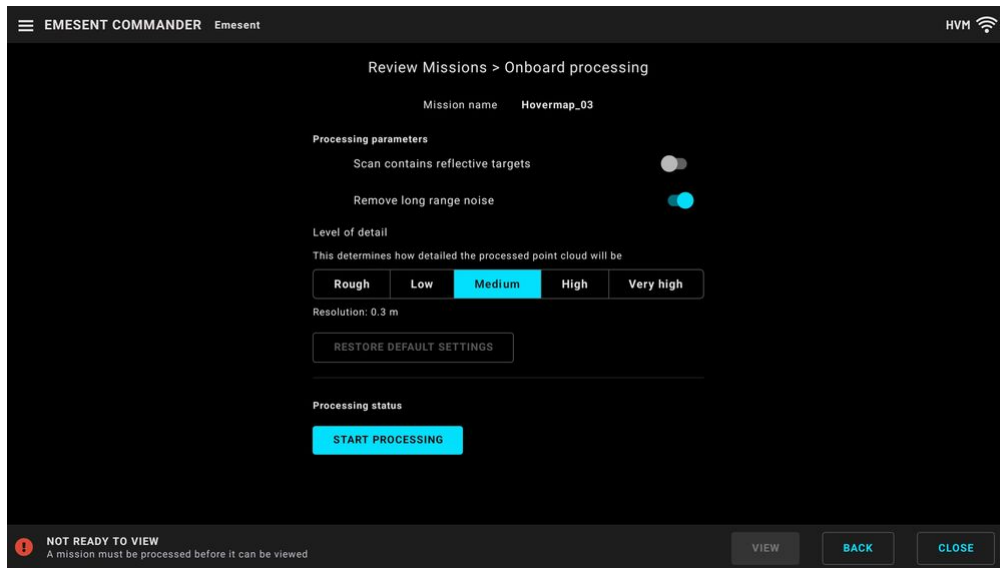 EMESENT COMMANDER Emesent HVM
Review Missions > Onboard processing
Mission name Hovermap_03
Processing parameters
Scan contains reflective targets
Remove long range noise
Level of detail
This determines how detailed the processed point cloud will be
Rough Low Medium High Very high
Resolution: 0.3 m
RESTORE DEFAULT SETTINGS
Processing status
START PROCESSING
NOT READY TO VIEW
A mission must be processed before it can be viewed
VIEW BACK CLOSE